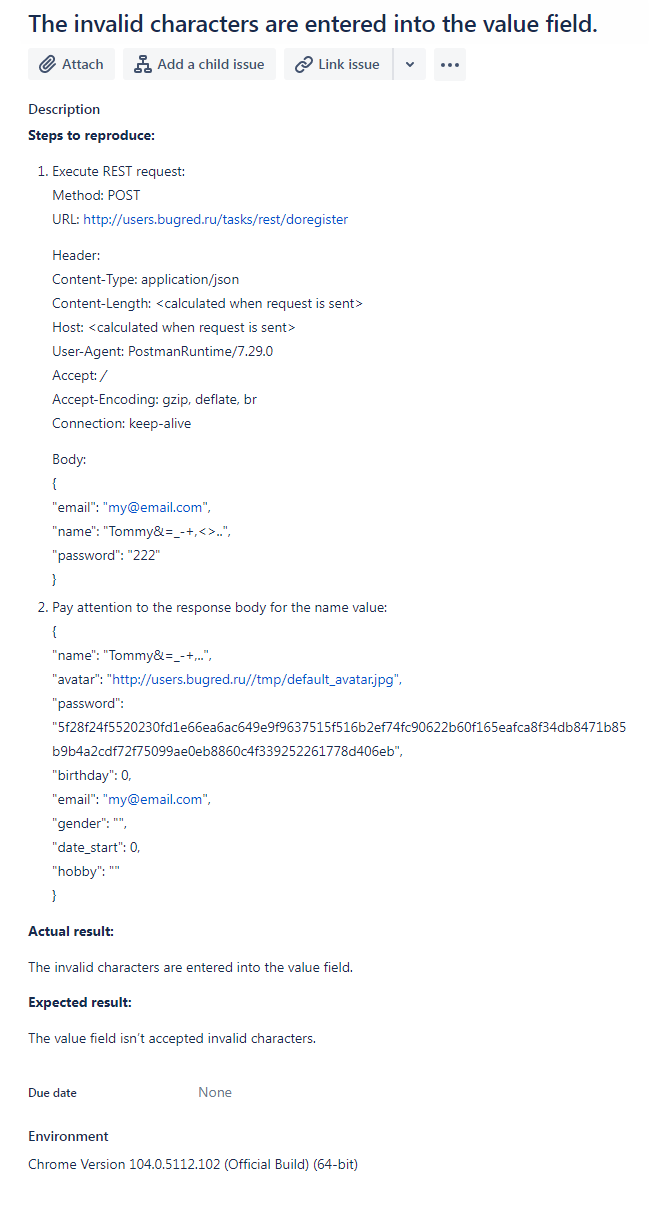 The invalid characters are entered into the value field.
Attach
Add a child issue
Link issue
Description
Steps to reproduce:
1. Execute REST request:
Method: POST
URL: http://users.bugred.ru/tasks/rest/doregister
Header:
Content-Type: application/json
Content-Length: <calculated when request is sent>
Host: <calculated when request is sent>
User-Agent: PostmanRuntime/7.29.0
Accept: /
Accept-Encoding: gzip, deflate, br
Connection: keep-alive
Body:
{
"email": "my@email.com",
"name": "Tommy&=_-+,<>..",
"password": "222"
}
2. Pay attention to the response body for the name value:
{
"name": "Tommy&=_-+,..",
"avatar": "http://users.bugred.ru//tmp/default_avatar.jpg",
"password":
"5f28f24f5520230fd1e66ea6ac649e9f9637515f516b2ef74fc90622b60f165eafca8f34db8471b85
b9b4a2cdf72f75099ae0eb8860c4f339252261778d406eb",
"birthday": 0,
"email": "my@email.com",
"gender": "",
"date_start": 0,
"hobby": ""
}
Actual result:
The invalid characters are entered into the value field.
Expected result:
The value field isn't accepted invalid characters.
Due date None
Environment
Chrome Version 104.0.5112.102 (Official Build) (64-bit)